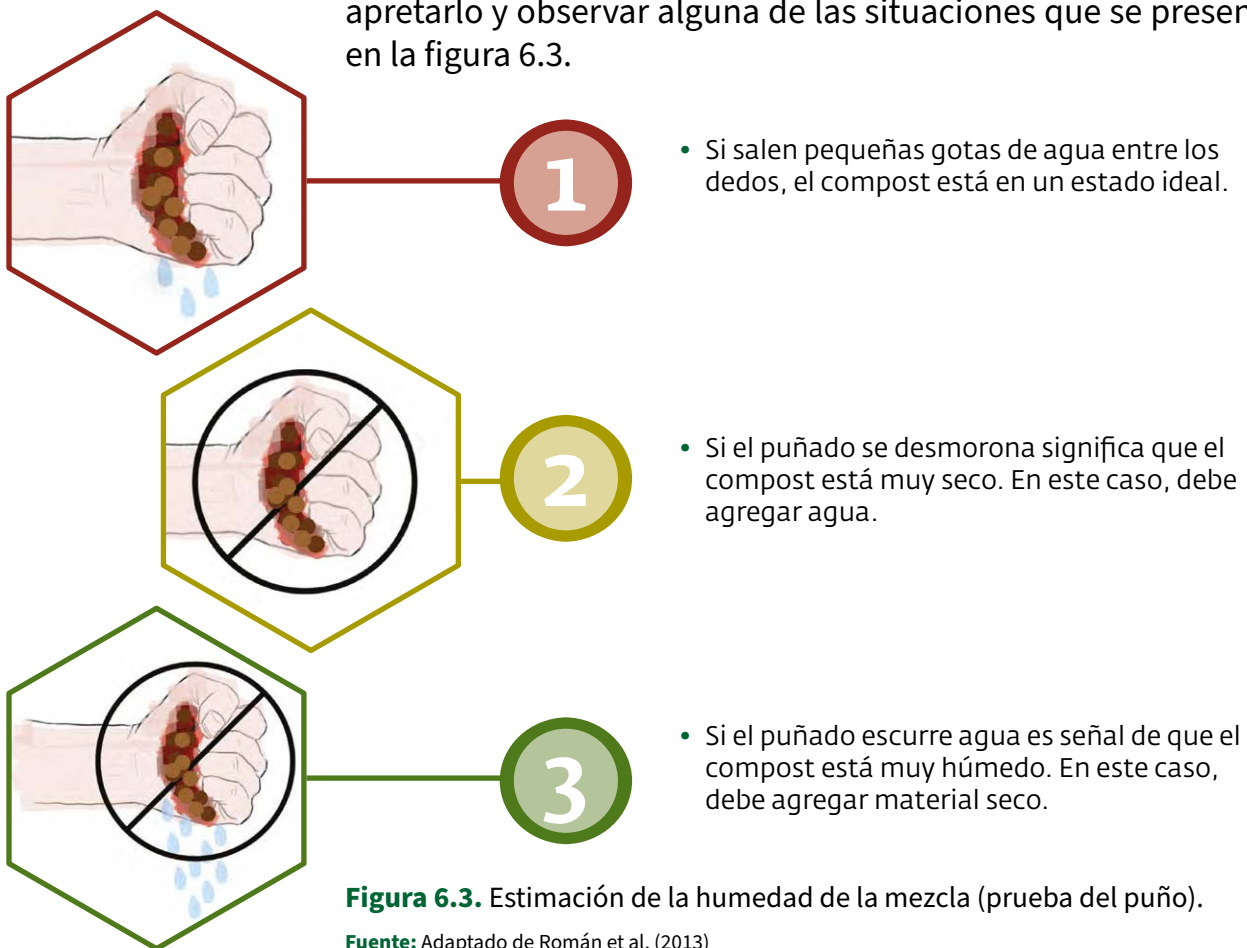 apretarlo y observar alguna de las situaciones que se presen
en la figura 6.3.
1
• Si salen pequeñas gotas de agua entre los
dedos, el compost está en un estado ideal.
2
• Si el puñado se desmorona significa que el
compost está muy seco. En este caso, debe
agregar agua.
3
• Si el puñado escurre agua es señal de que el
compost está muy húmedo. En este caso,
debe agregar material seco.
Figura 6.3. Estimación de la humedad de la mezcla (prueba del puño).
Fuente: Adaptado de Román et al. (2013)